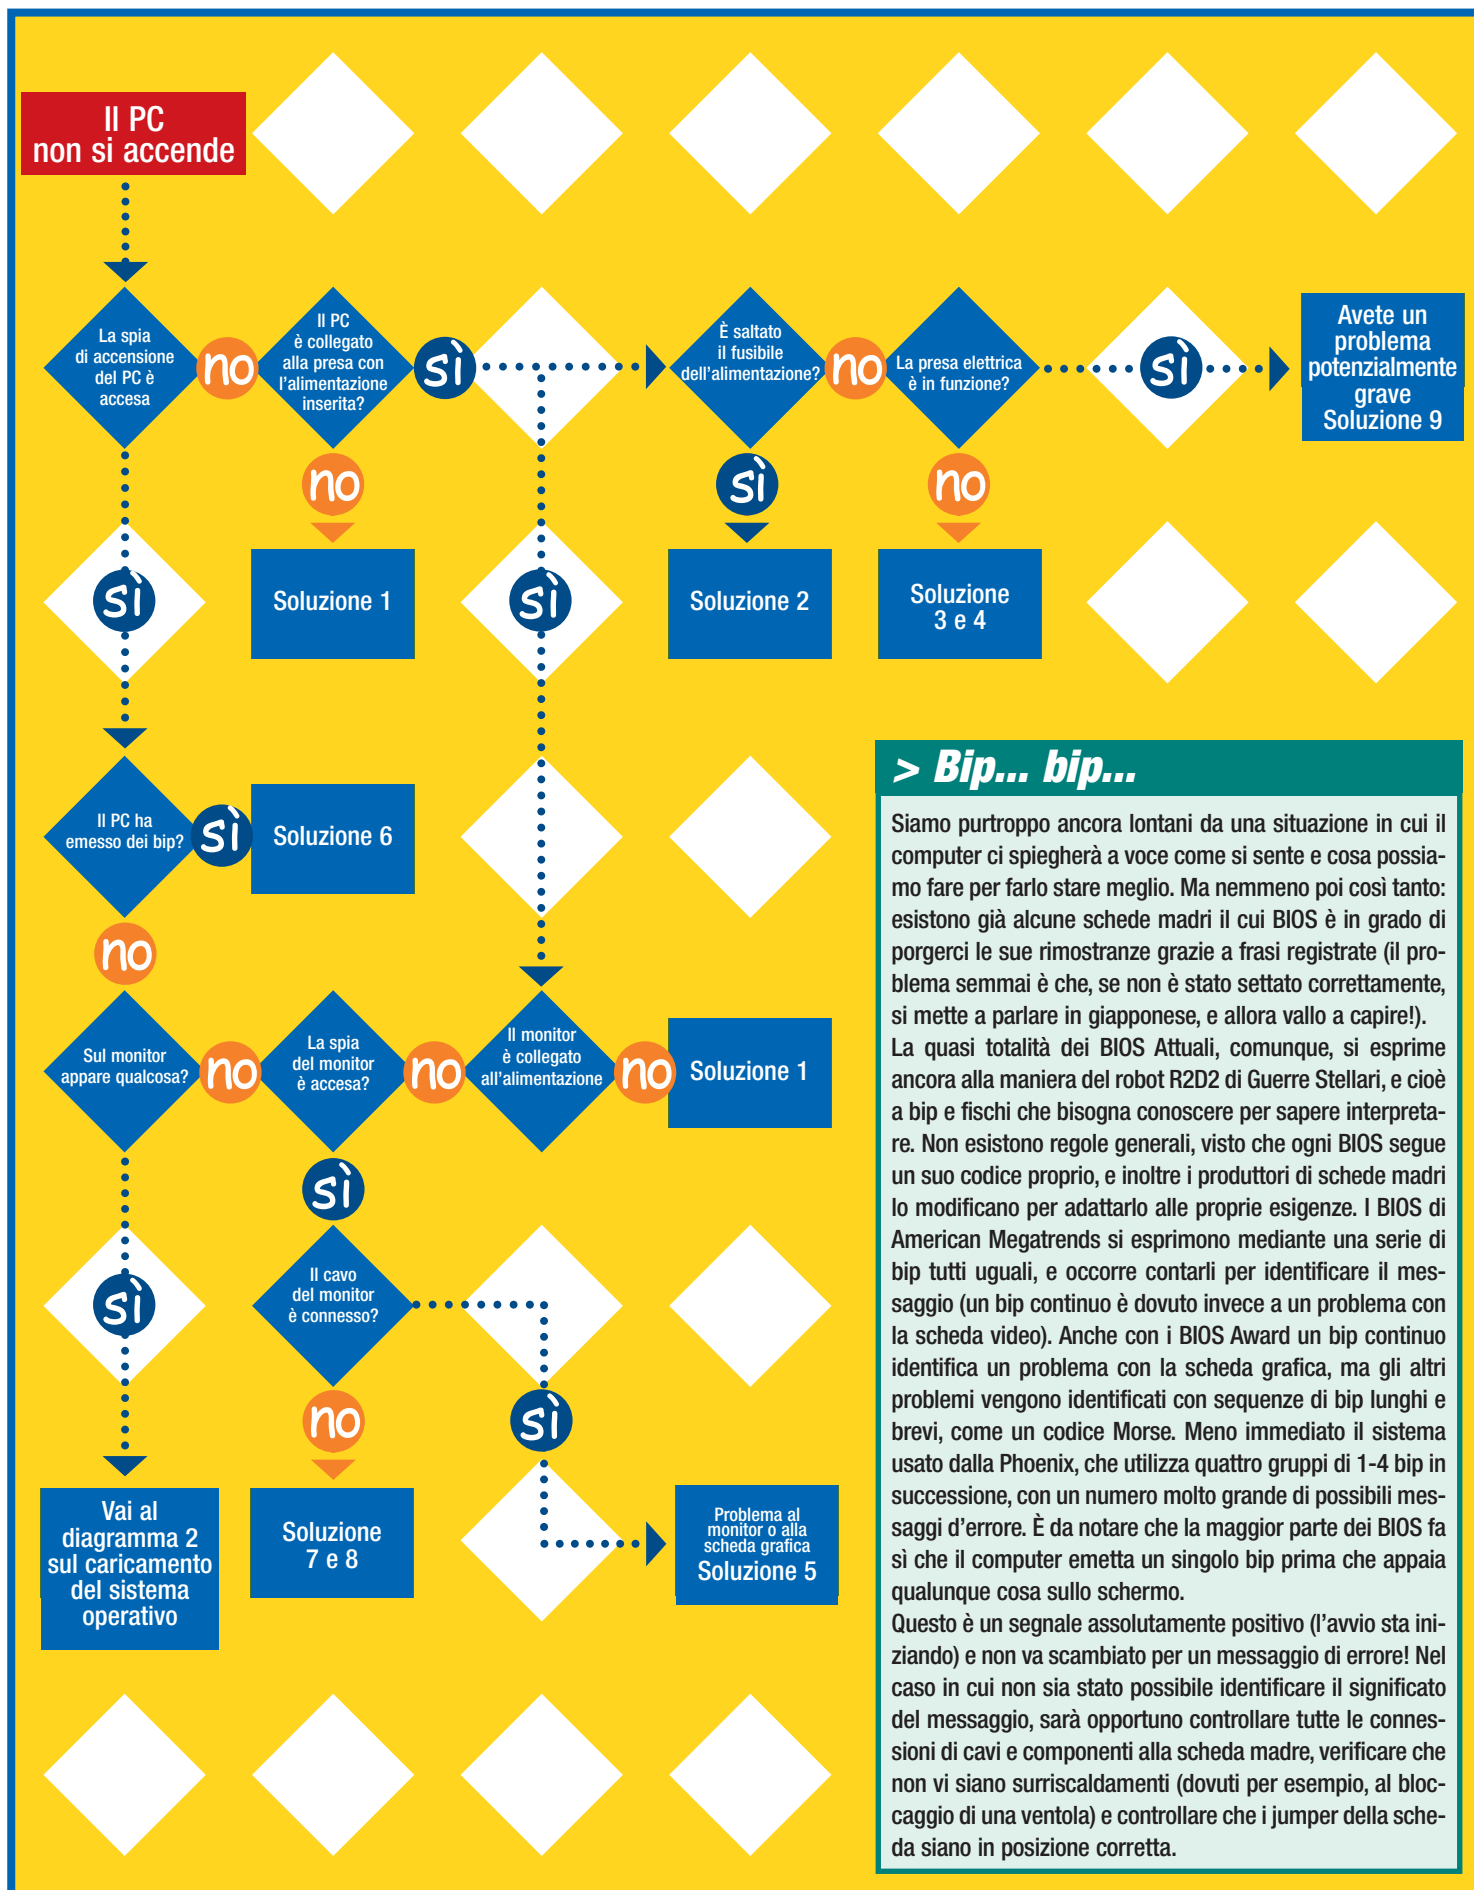 Il PC
non si accende
La spia
di accensione
del PC è
accesa
no
Il PC
è collegato
alla presa con
l'alimentazione
inserita?
sì
È saltato
il fusibile
dell'alimentazione?
no
La presa elettrica
è in funzione?
sì
Avete un
problema
potenzialmente
grave
Soluzione 9
no
sì
no
sì
Soluzione 1
sì
Soluzione 2
Soluzione
3 e 4
Il PC ha
emesso dei bip?
sì
Soluzione 6
no
Sul monitor
appare qualcosa?
no
La spia
del monitor
è accesa?
no
Il monitor
è collegato
all'alimentazione
no
Soluzione 1
sì
sì
Il cavo
del monitor
è connesso?
no
sì
Vai al
diagramma 2
sul caricamento
del sistema
operativo
Soluzione
7 e 8
Problema al
monitor o alla
scheda grafica
Soluzione 5
> Bip... bip...
Siamo purtroppo ancora lontani da una situazione in cui il
computer ci spiegherà a voce come si sente e cosa possia-
mo fare per farlo stare meglio. Ma nemmeno poi così tanto:
esistono già alcune schede madri il cui BIOS è in grado di
porgerci le sue rimostranze grazie a frasi registrate (il pro-
blema semmai è che, se non è stato settato correttamente,
si mette a parlare in giapponese, e allora vallo a capire!).
La quasi totalità dei BIOS Attuali, comunque, si esprime
ancora alla maniera del robot R2D2 di Guerre Stellari, e cioè
a bip e fischi che bisogna conoscere per sapere interpreta-
re. Non esistono regole generali, visto che ogni BIOS segue
un suo codice proprio, e inoltre i produttori di schede madri
lo modificano per adattarlo alle proprie esigenze. I BIOS di
American Megatrends si esprimono mediante una serie di
bip tutti uguali, e occorre contarli per identificare il mes-
saggio (un bip continuo è dovuto invece a un problema con
la scheda video). Anche con i BIOS Award un bip continuo
identifica un problema con la scheda grafica, ma gli altri
problemi vengono identificati con sequenze di bip lunghi e
brevi, come un codice Morse. Meno immediato il sistema
usato dalla Phoenix, che utilizza quattro gruppi di 1-4 bip in
successione, con un numero molto grande di possibili mes-
saggi d'errore. È da notare che la maggior parte dei BIOS fa
sì che il computer emetta un singolo bip prima che appaia
qualunque cosa sullo schermo.
Questo è un segnale assolutamente positivo (l'avvio sta ini-
ziando) e non va scambiato per un messaggio di errore! Nel
caso in cui non sia stato possibile identificare il significato
del messaggio, sarà opportuno controllare tutte le connes-
sioni di cavi e componenti alla scheda madre, verificare che
non vi siano surriscaldamenti (dovuti per esempio, al bloc-
caggio di una ventola) e controllare che i jumper della sche-
da siano in posizione corretta.